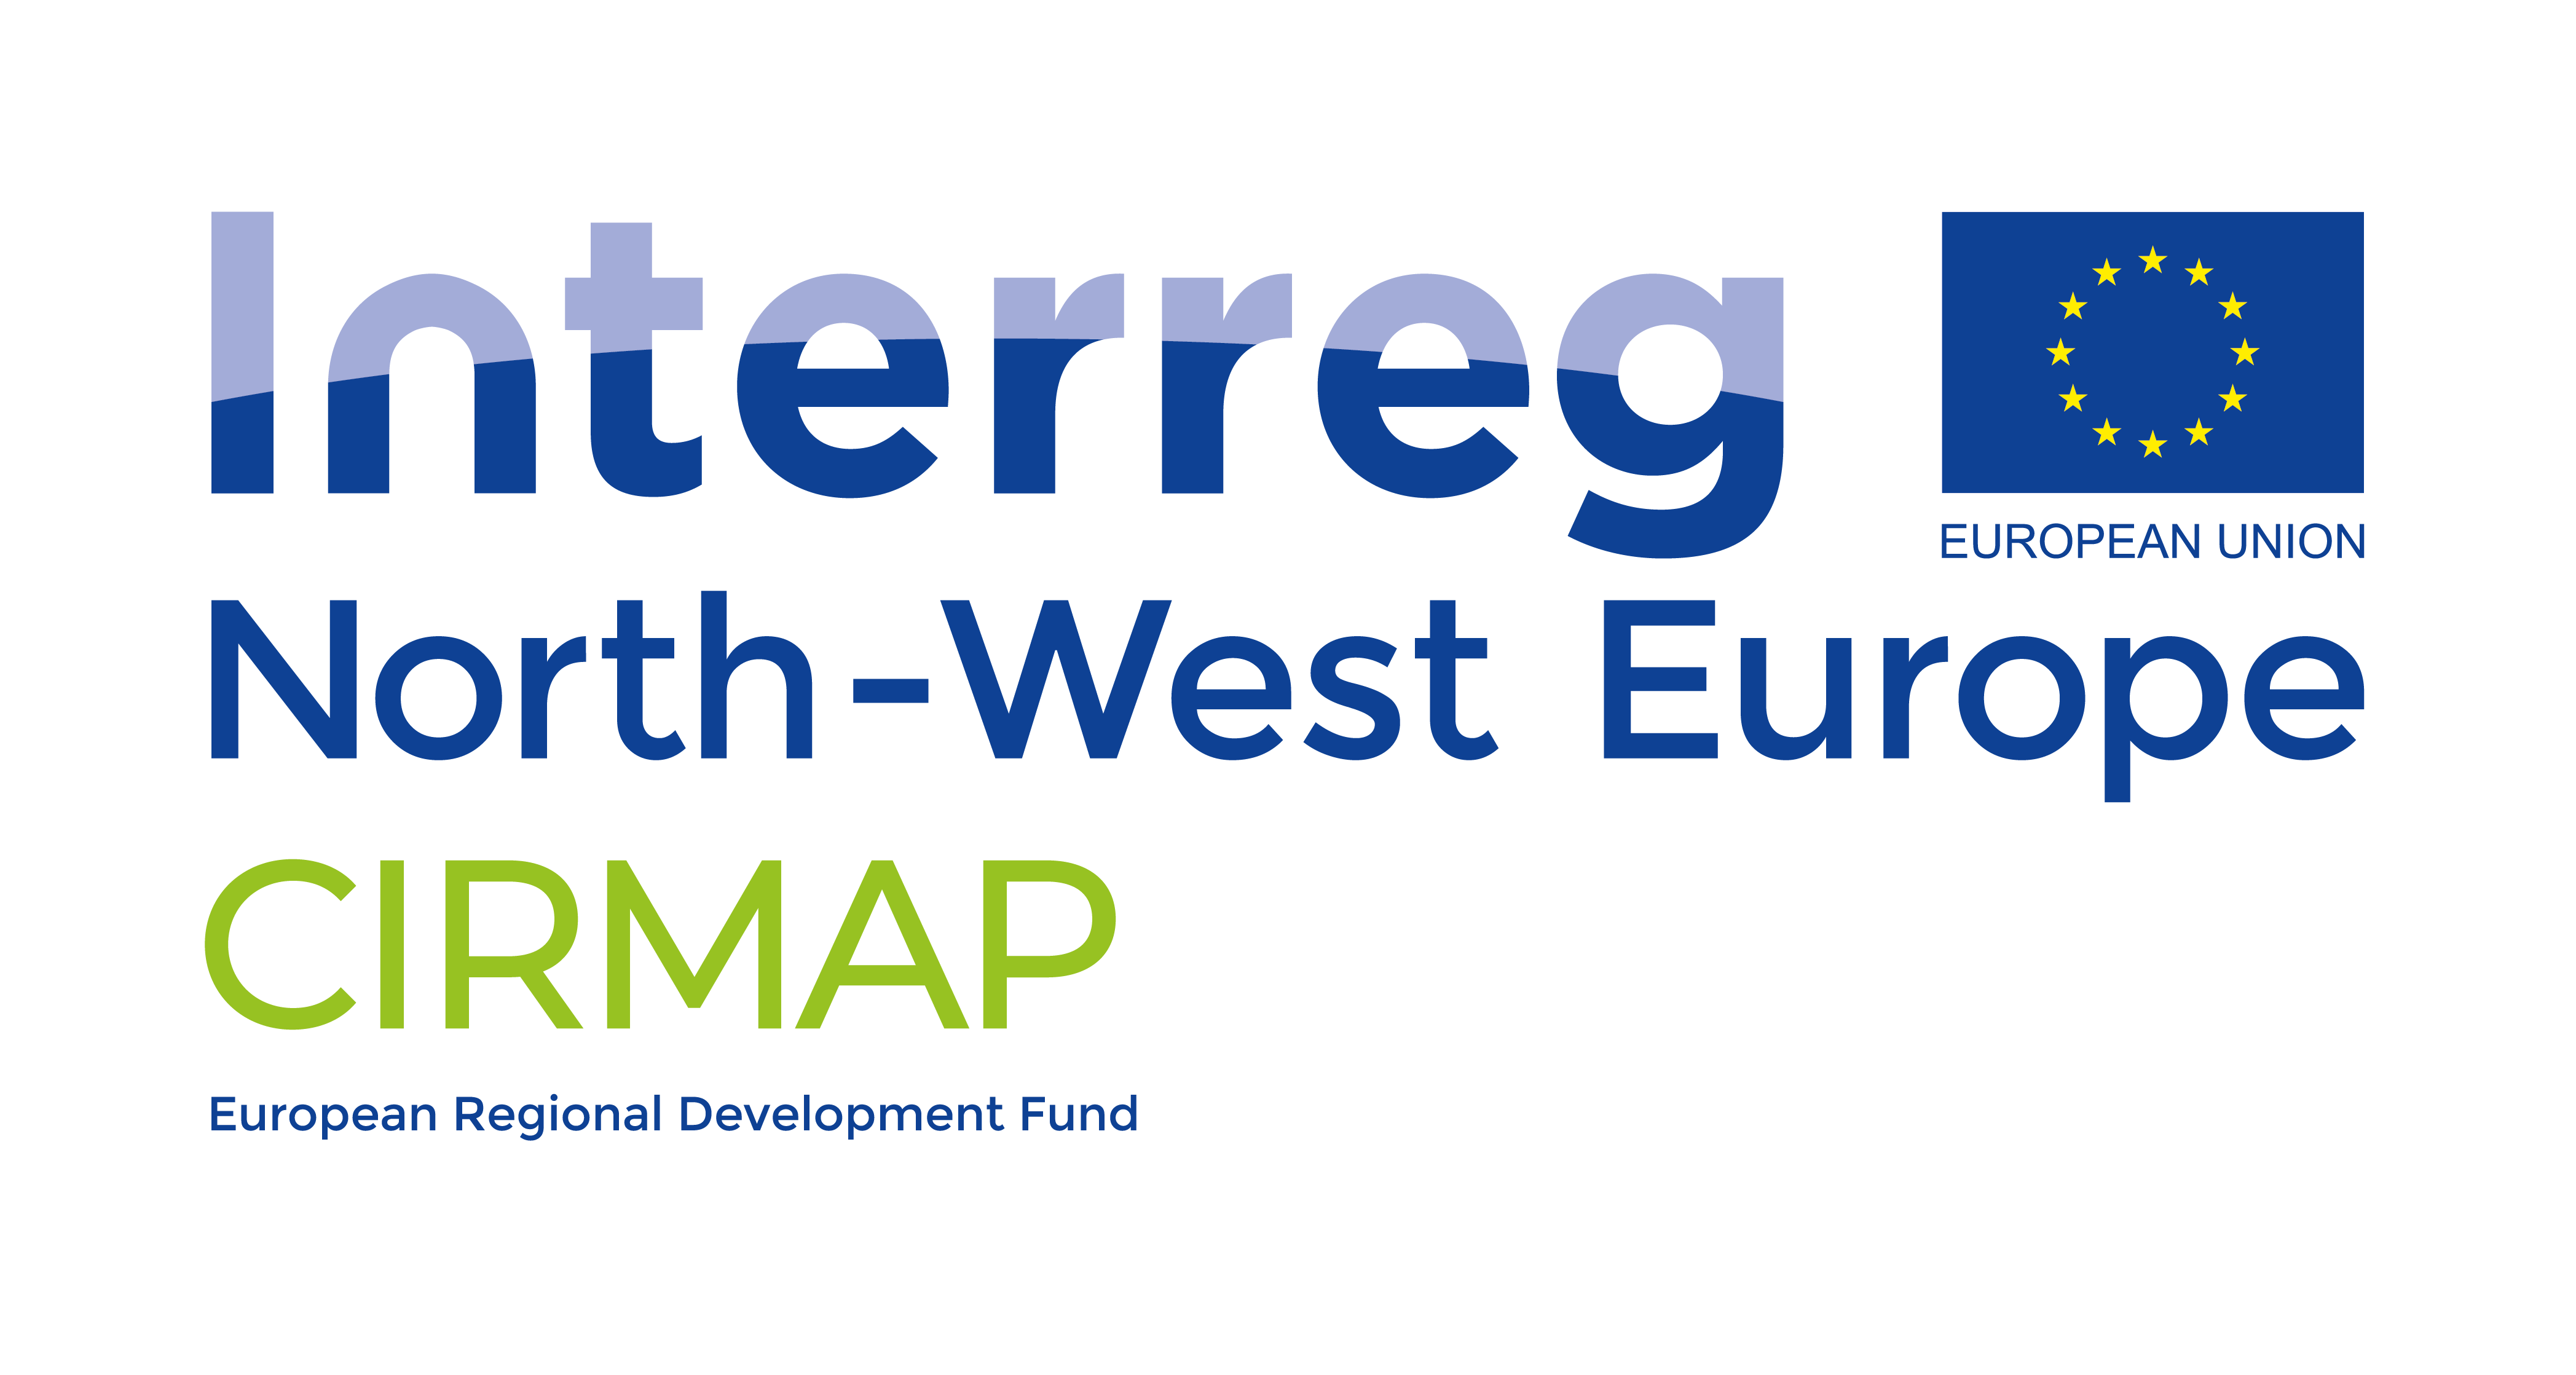 Interreg
EUROPEAN UNION
North-West Europe
CIRMAP
European Regional Development Fund